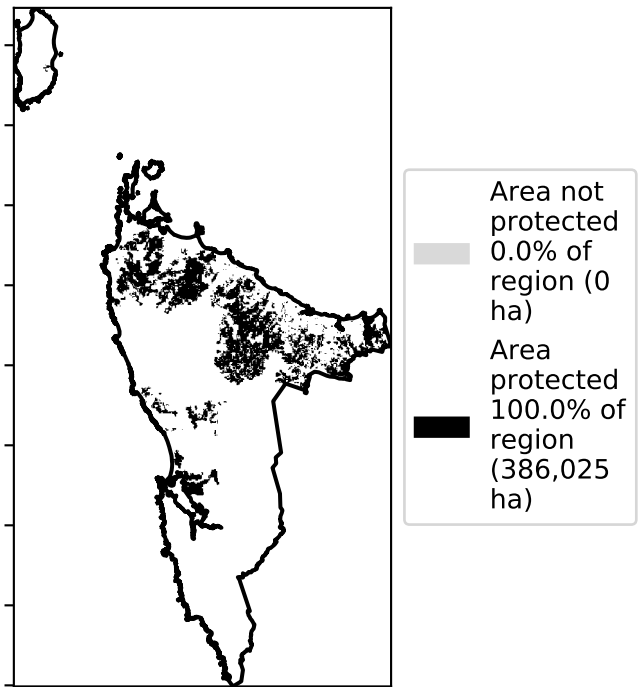 Area not
protected
0.0% of
region (0
ha)
Area
protected
100.0% of
region
(386,025
ha)